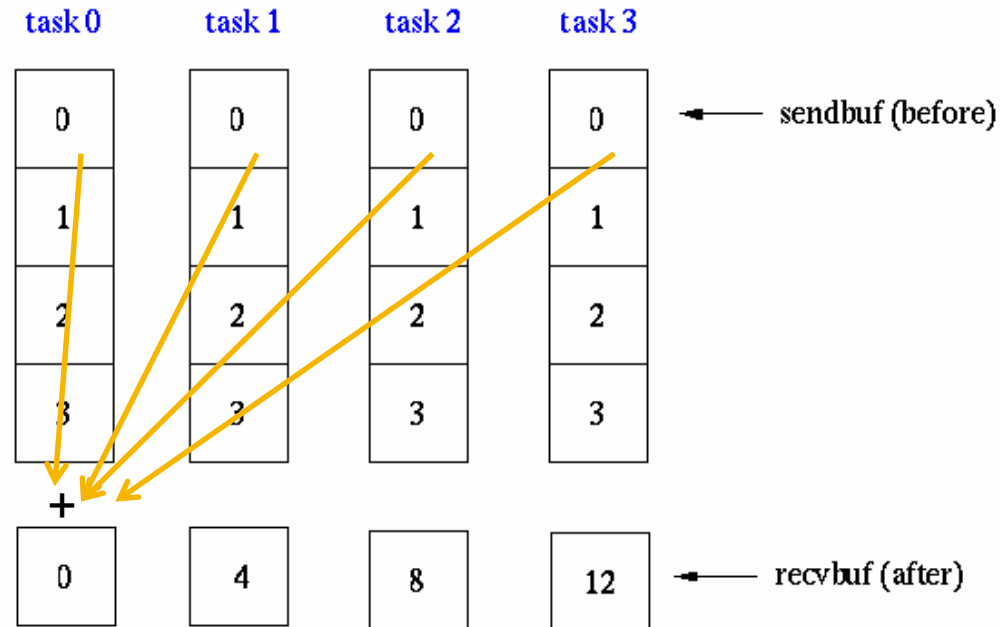 task 0 task 1 task 2 task 3
0 0 0 0 sendbuf (before)
1 1 1 1
2 2 2 2
3 3 3 3
+
0 4 8 12 recvbuf (after)